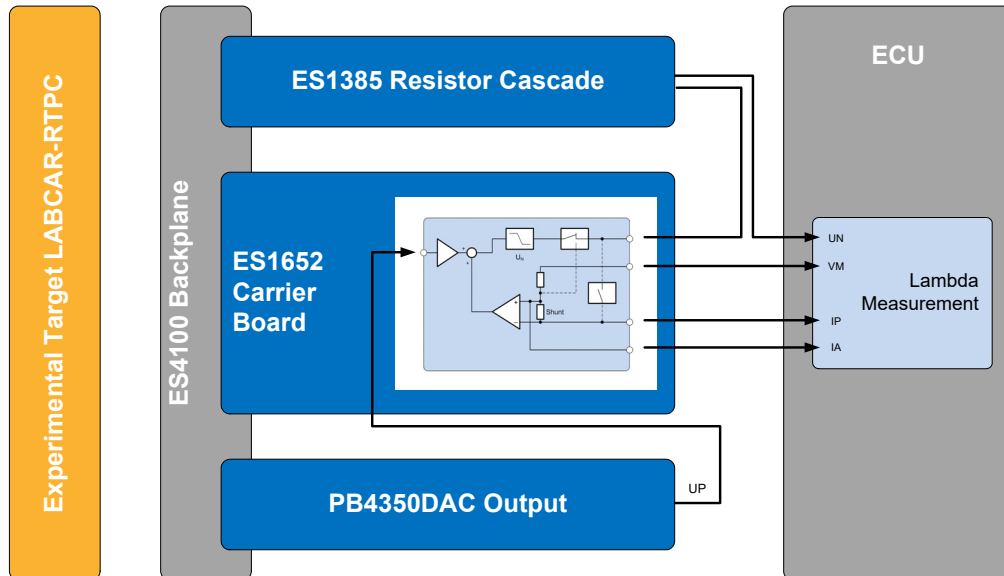 Experimental Target LABCAR-RTPC
ES4100 Backplane
ES1385 Resistor Cascade
ECU
ES1652
Carrier
Board
UN
Shunt
UN
VM
IP
IA
Lambda
Measurement
PB4350DAC Output
UP